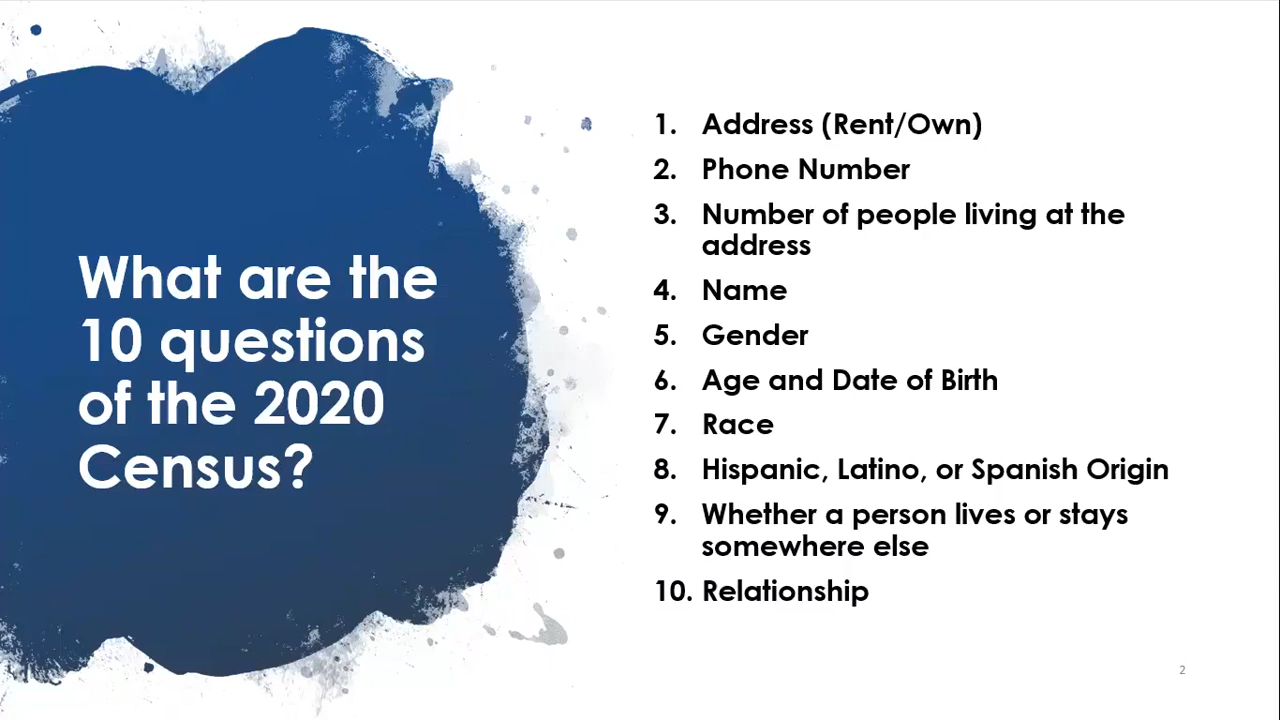 What are the
10 questions
of the 2020
Census?
1. Address (Rent/Own)
2. Phone Number
3. Number of people living at the
address
4. Name
5. Gender
6. Age and Date of Birth
7. Race
8. Hispanic, Latino, or Spanish Origin
9. Whether a person lives or stays
somewhere else
10. Relationship
2